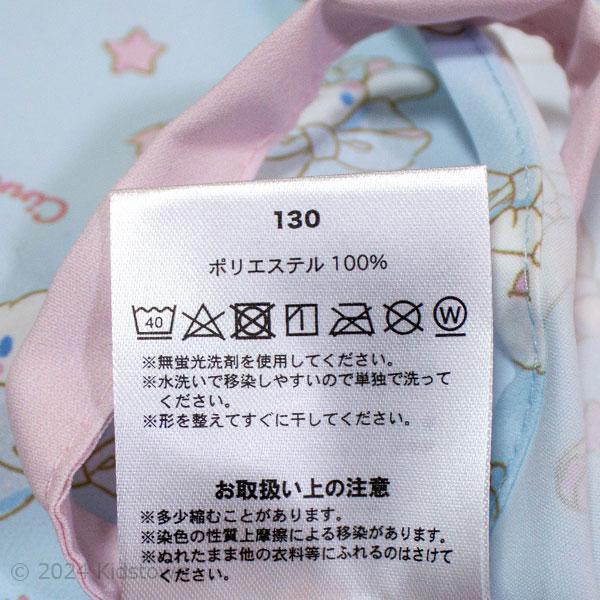 130
ポリエステル 100%
40 W
※無蛍光洗剤を使用してください。
※水洗いで移染しやすいので単独で洗って
ください。
※形を整えてすぐに干してください。
お取扱い上の注意
※多少縮むことがあります。
※染色の性質上摩擦による移染があります。
※ぬれたまま他の衣料等にふれるのはさけて
ください。
© 2024 Kidsto